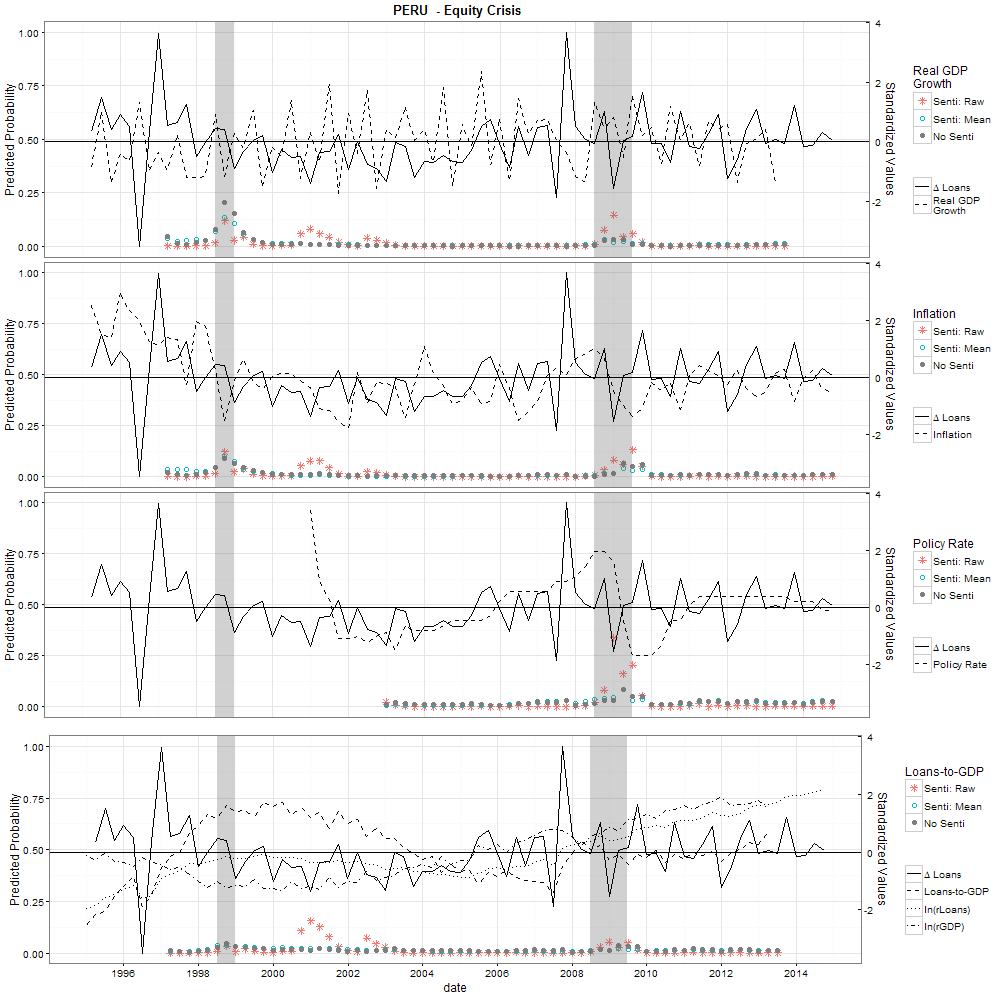 PERU - Equity Crisis
1.00
0.75
0.50
0.25
0.00
Predicted Probability
4
2
0
-2
Standardized Values
Real GDP
Growth
Senti: Raw
Senti: Mean
No Senti
Δ Loans
Real GDP
Growth
1.00
0.75
0.50
0.25
0.00
Predicted Probability
4
2
0
-2
Standardized Values
Inflation
Senti: Raw
Senti: Mean
No Senti
Δ Loans
Inflation
1.00
0.75
0.50
0.25
0.00
Predicted Probability
4
2
0
-2
Standardized Values
Policy Rate
Senti: Raw
Senti: Mean
No Senti
Δ Loans
Policy Rate
1.00
0.75
0.50
0.25
0.00
Predicted Probability
4
2
0
-2
Standardized Values
Loans-to-GDP
Senti: Raw
Senti: Mean
No Senti
Δ Loans
Loans-to-GDP
ln(rLoans)
ln(rGDP)
1996 1998 2000 2002 2004 2006 2008 2010 2012 2014
date